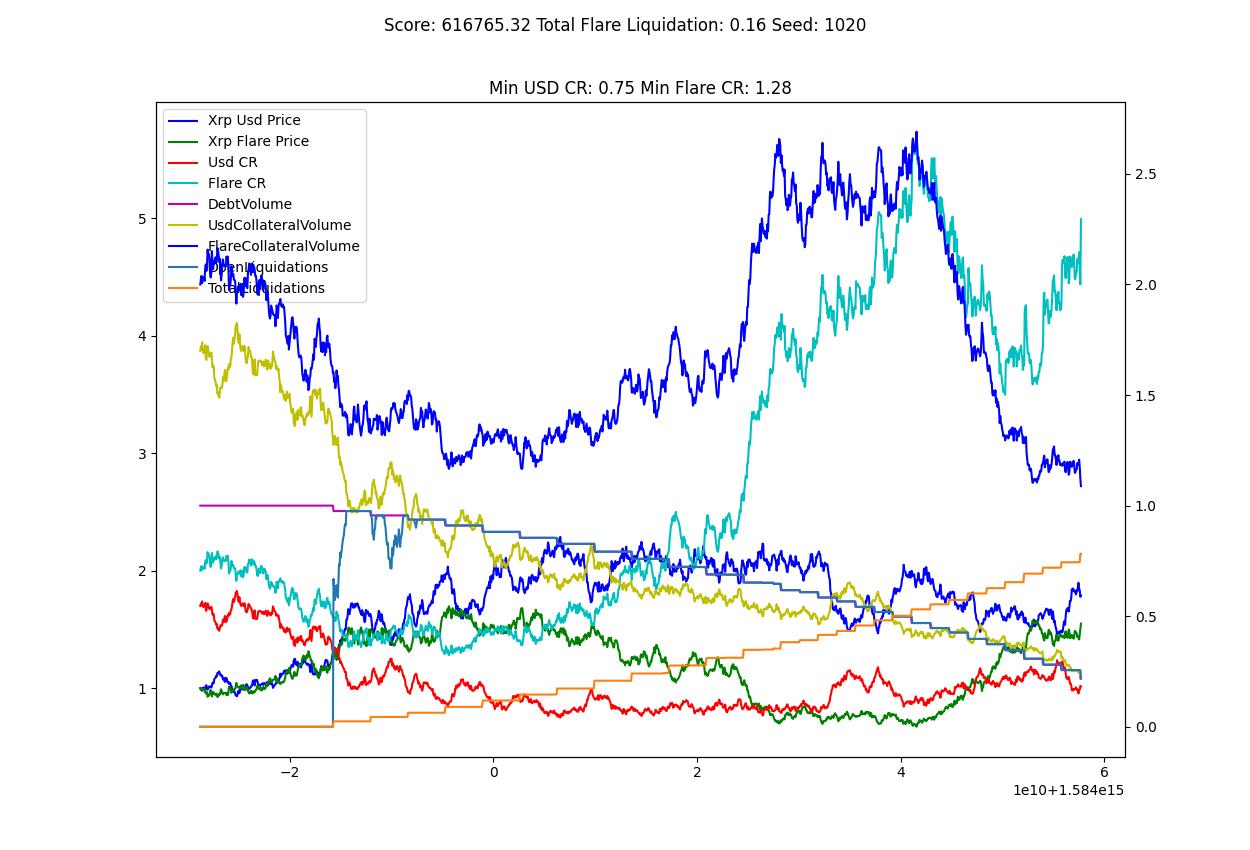 Score: 616765.32 Total Flare Liquidation: 0.16 Seed: 1020
Min USD CR: 0.75 Min Flare CR: 1.28
Xrp Usd Price
Xrp Flare Price
Usd CR
Flare CR
DebtVolume
UsdCollateralVolume
FlareCollateralVolume
OpenLiquidations
TotalLiquidations
5
4
3
2
1
2.5
2.0
1.5
1.0
0.5
0.0
−2 0 2 4 6
1e10+1.584e15